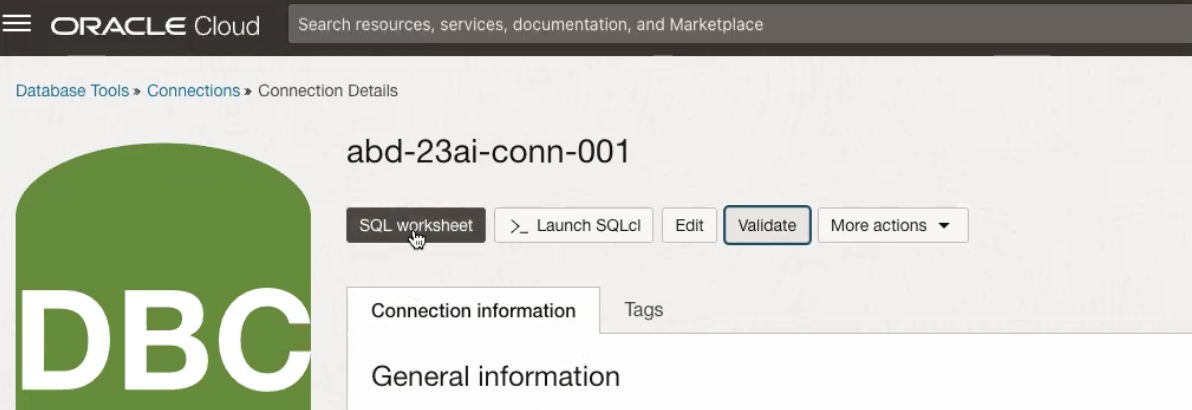 ORACLE Cloud
Search resources, services, documentation, and Marketplace
Database Tools » Connections » Connection Details
DBC
abd-23ai-conn-001
SQL worksheet
>_ Launch SQLcl
Edit
Validate
More actions
Connection information
Tags
General information